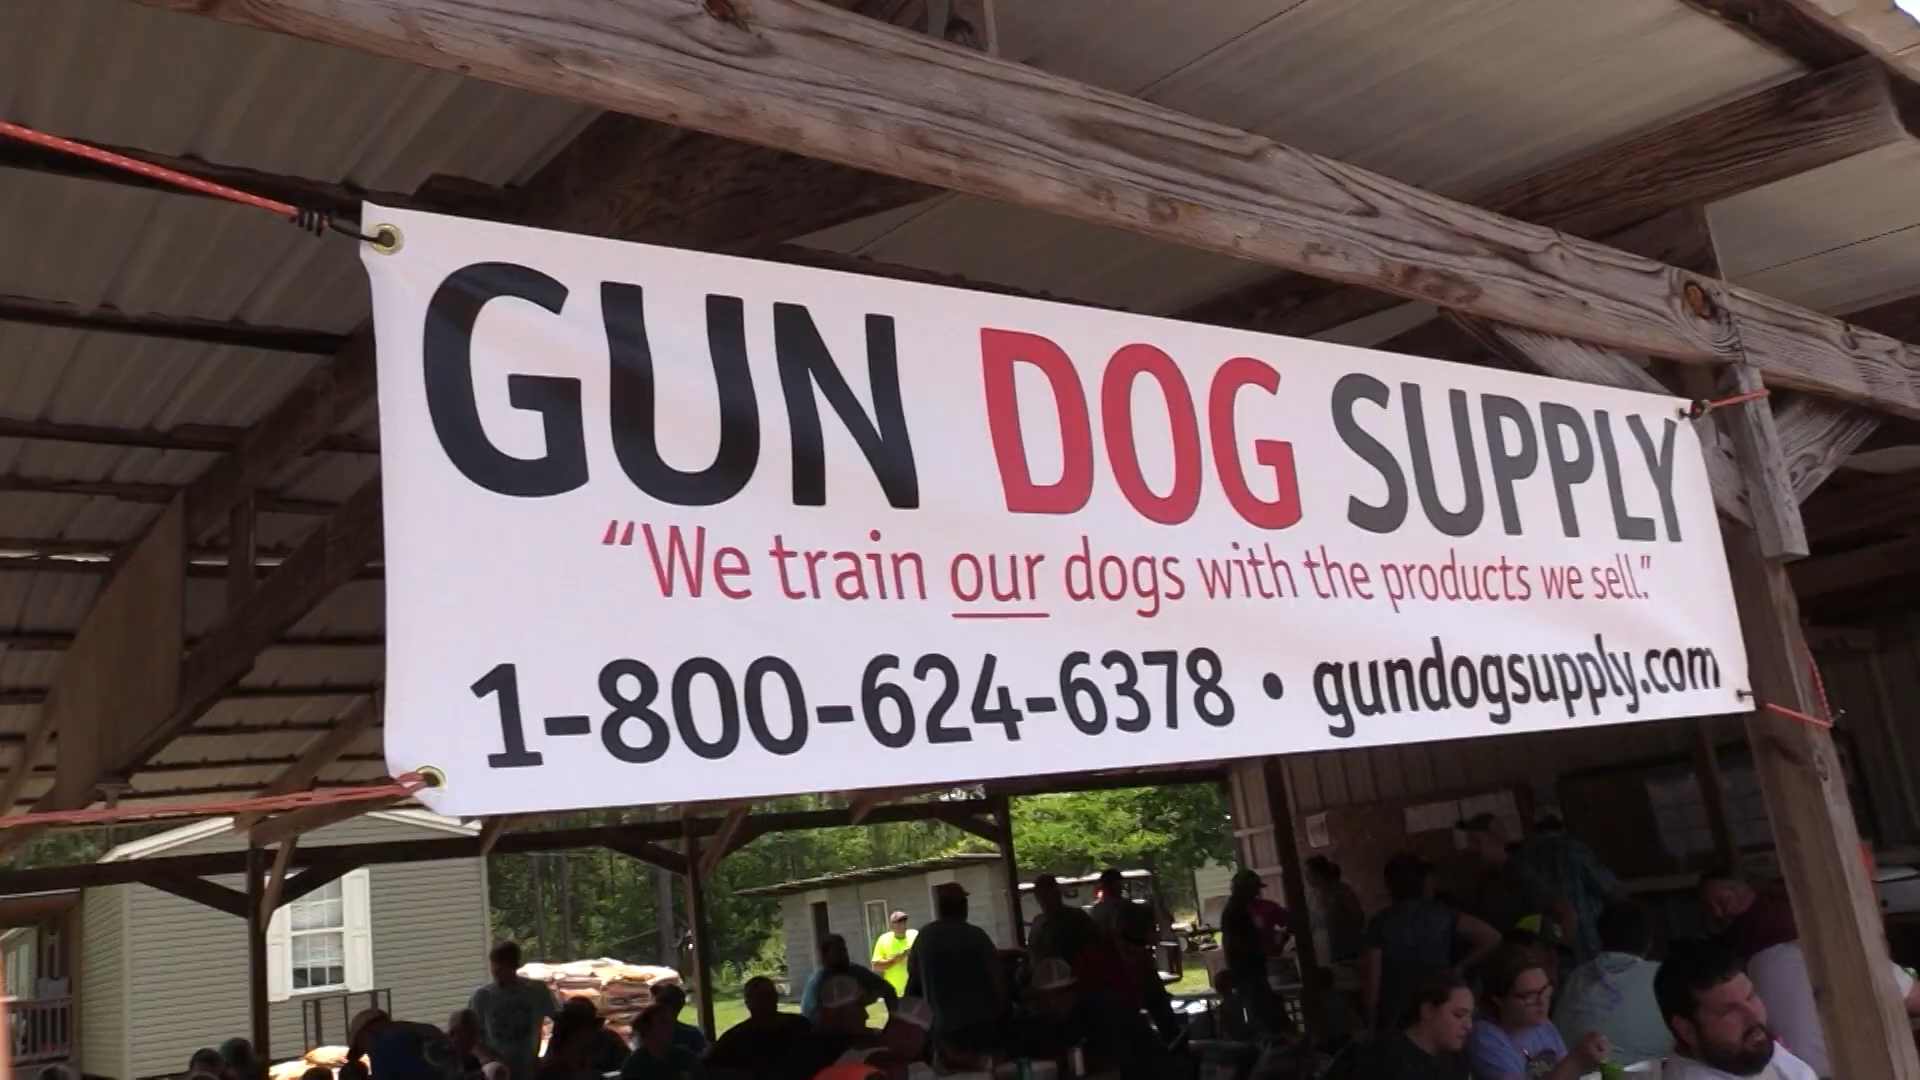 GUN DOG SUPPLY
“We train our dogs with the products we sell.”
1-800-624-6378 • gundogsupply.com